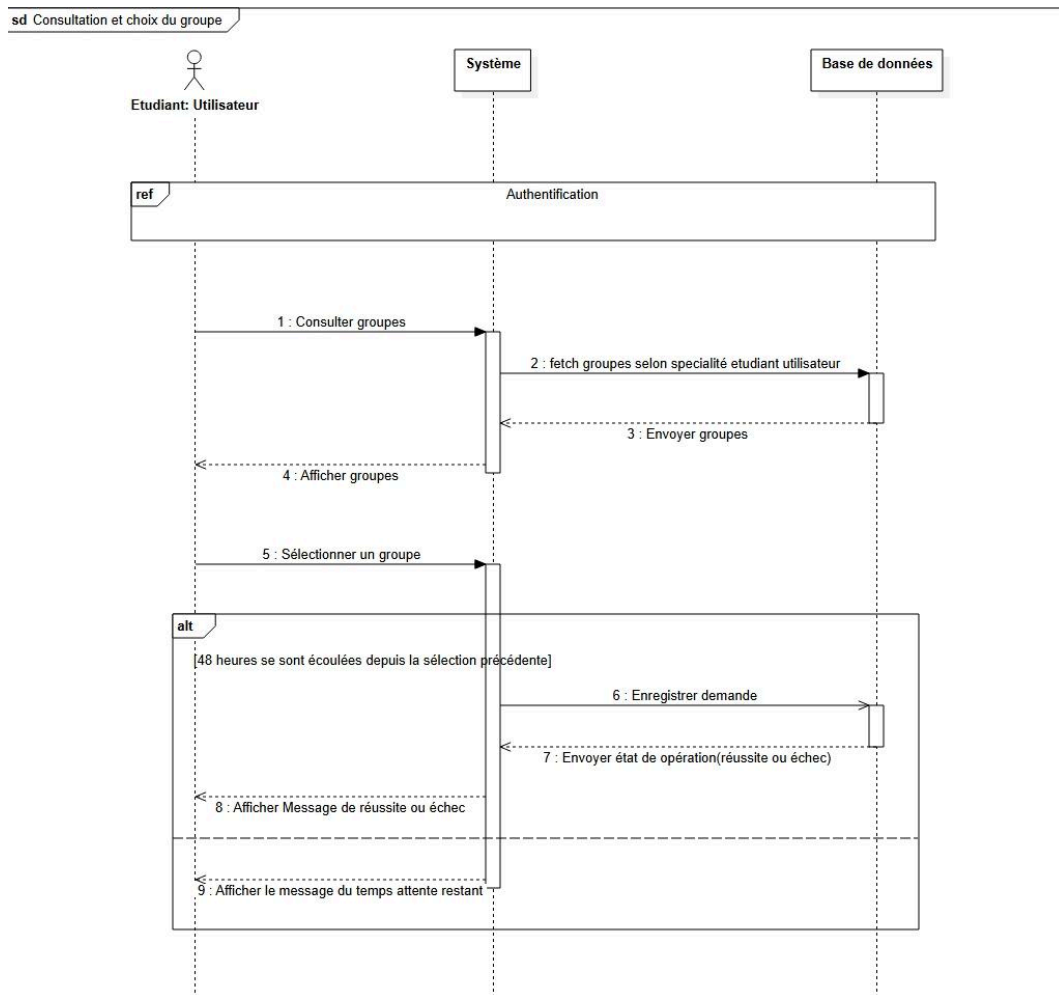 sd Consultation et choix du groupe
Système
Base de données
Etudiant: Utilisateur
ref
Authentification
1 : Consulter groupes
2 : fetch groupes selon specialité etudiant utilisateur
3 : Envoyer groupes
4 : Afficher groupes
5 : Sélectionner un groupe
alt
[48 heures se sont écoulées depuis la sélection précédente]
6 : Enregistrer demande
7 : Envoyer état de opération(réussite ou échec)
8 : Afficher Message de réussite ou échec
9 : Afficher le message du temps attente restant